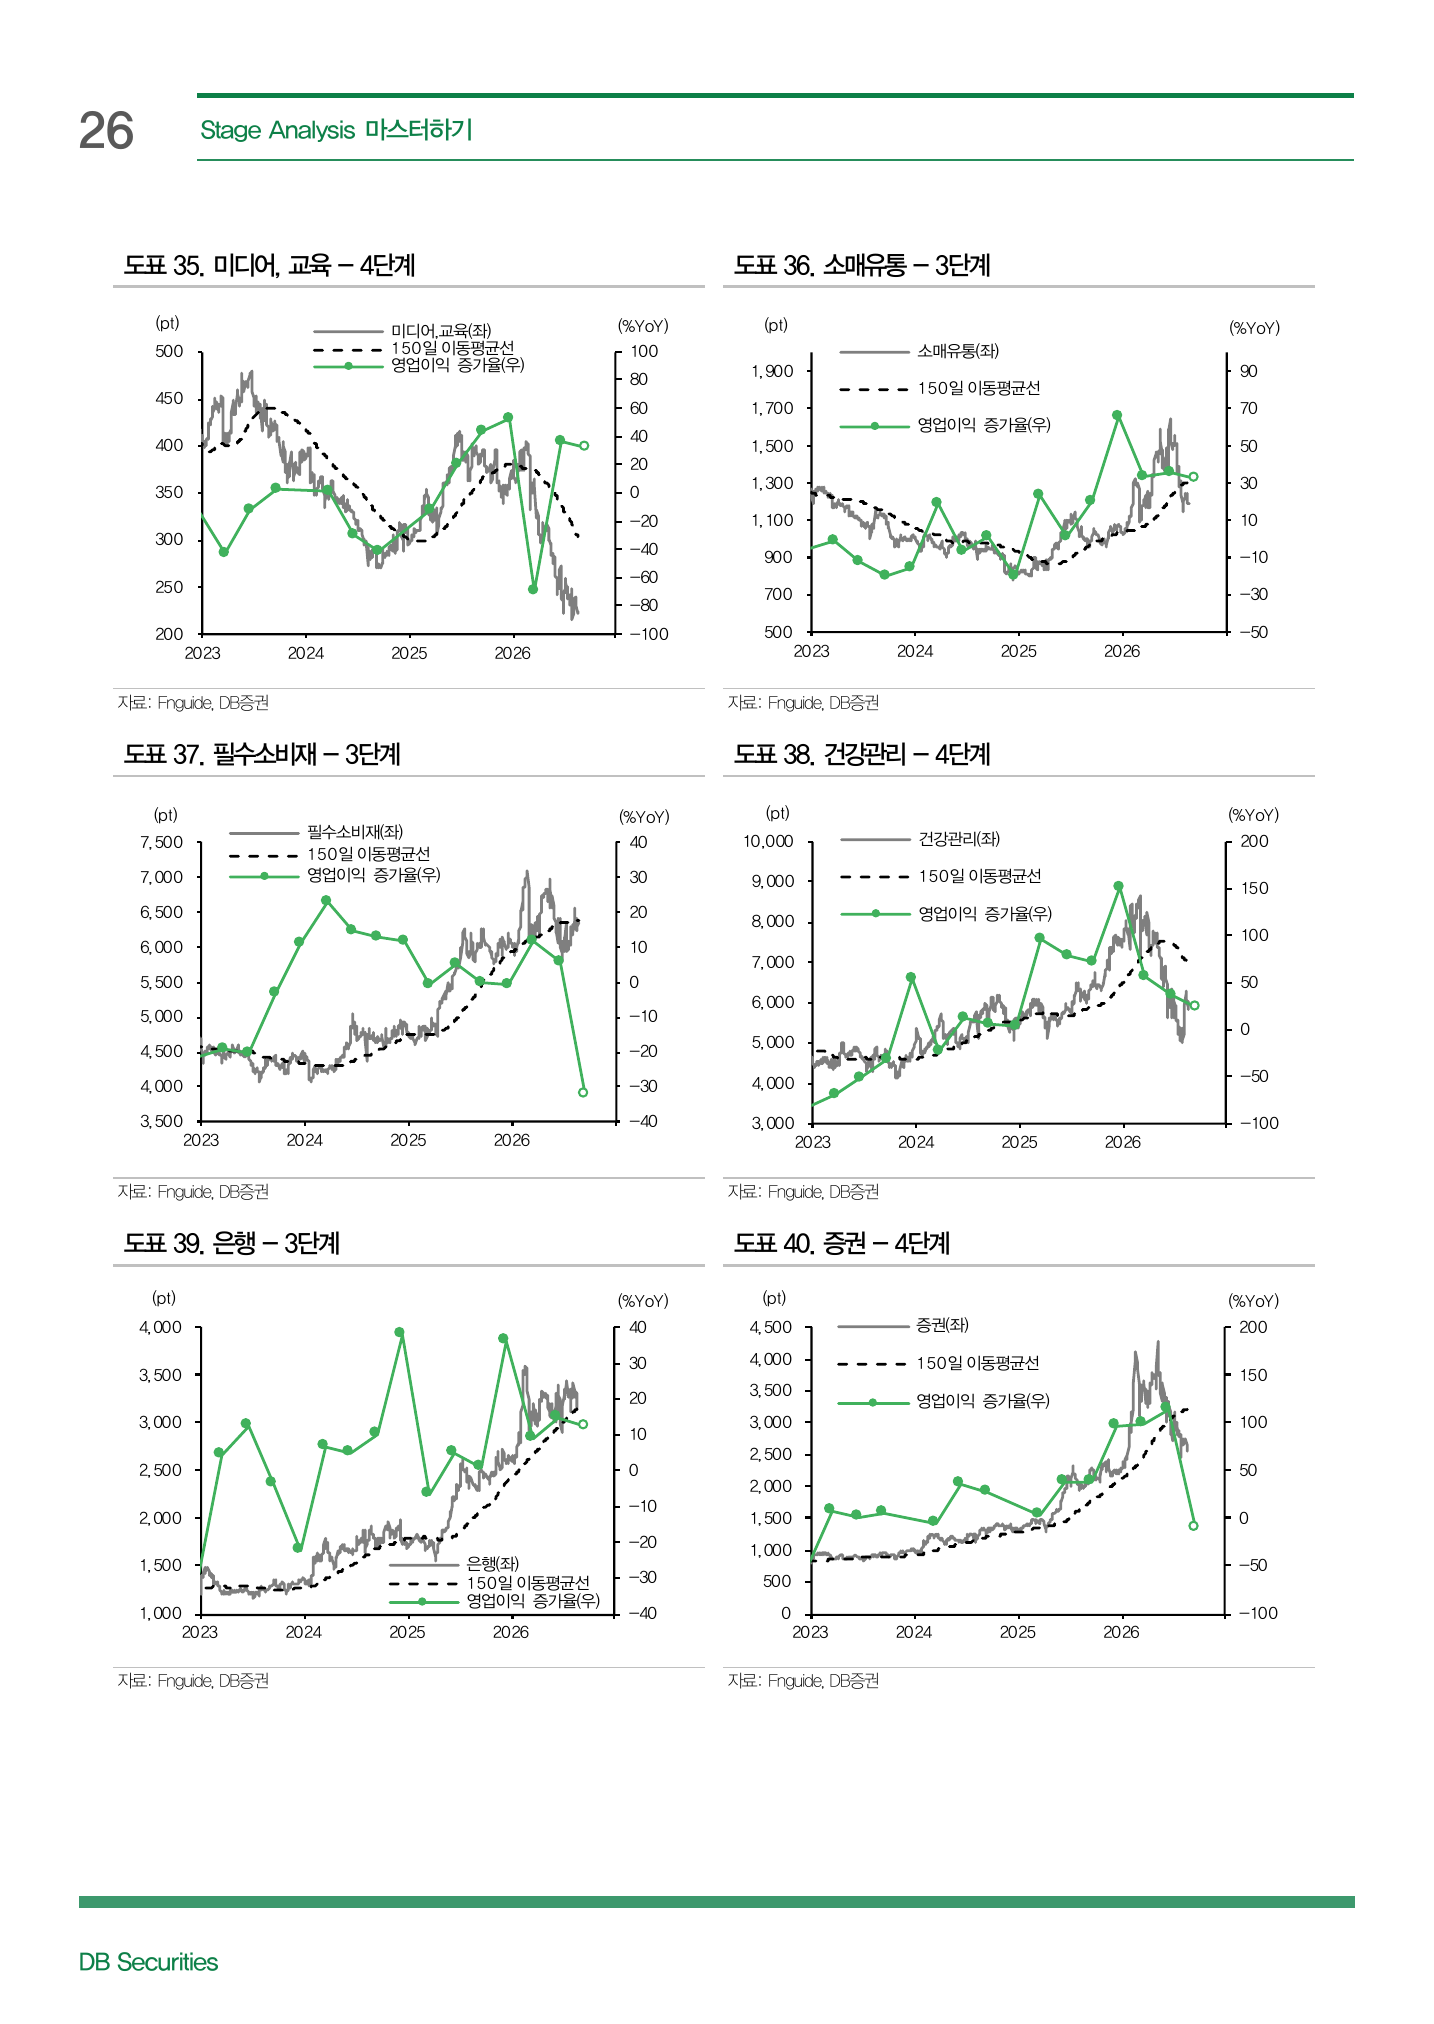 26
Stage Analysis 마스터하기
도표 35. 미디어, 교육 – 4단계
(pt)
(%YoY)
미디어,교육(좌)
150일 이동평균선
영업이익 증가율(우)
500
450
400
350
300
250
200
100
80
60
40
20
0
−20
−40
−60
−80
−100
2023 2024 2025 2026
자료: Fnguide, DB증권
도표 36. 소매유통 – 3단계
(pt)
(%YoY)
소매유통(좌)
150일 이동평균선
영업이익 증가율(우)
1,900
1,700
1,500
1,300
1,100
900
700
500
90
70
50
30
10
−10
−30
−50
2023 2024 2025 2026
자료: Fnguide, DB증권
도표 37. 필수소비재 – 3단계
(pt)
(%YoY)
필수소비재(좌)
150일 이동평균선
영업이익 증가율(우)
7,500
7,000
6,500
6,000
5,500
5,000
4,500
4,000
3,500
40
30
20
10
0
−10
−20
−30
−40
2023 2024 2025 2026
자료: Fnguide, DB증권
도표 38. 건강관리 – 4단계
(pt)
(%YoY)
건강관리(좌)
150일 이동평균선
영업이익 증가율(우)
10,000
9,000
8,000
7,000
6,000
5,000
4,000
3,000
200
150
100
50
0
−50
−100
2023 2024 2025 2026
자료: Fnguide, DB증권
도표 39. 은행 – 3단계
(pt)
(%YoY)
4,000
3,500
3,000
2,500
2,000
1,500
1,000
40
30
20
10
0
−10
−20
−30
−40
은행(좌)
150일 이동평균선
영업이익 증가율(우)
2023 2024 2025 2026
자료: Fnguide, DB증권
도표 40. 증권 – 4단계
(pt)
(%YoY)
증권(좌)
150일 이동평균선
영업이익 증가율(우)
4,500
4,000
3,500
3,000
2,500
2,000
1,500
1,000
500
0
200
150
100
50
0
−50
−100
2023 2024 2025 2026
자료: Fnguide, DB증권
DB Securities